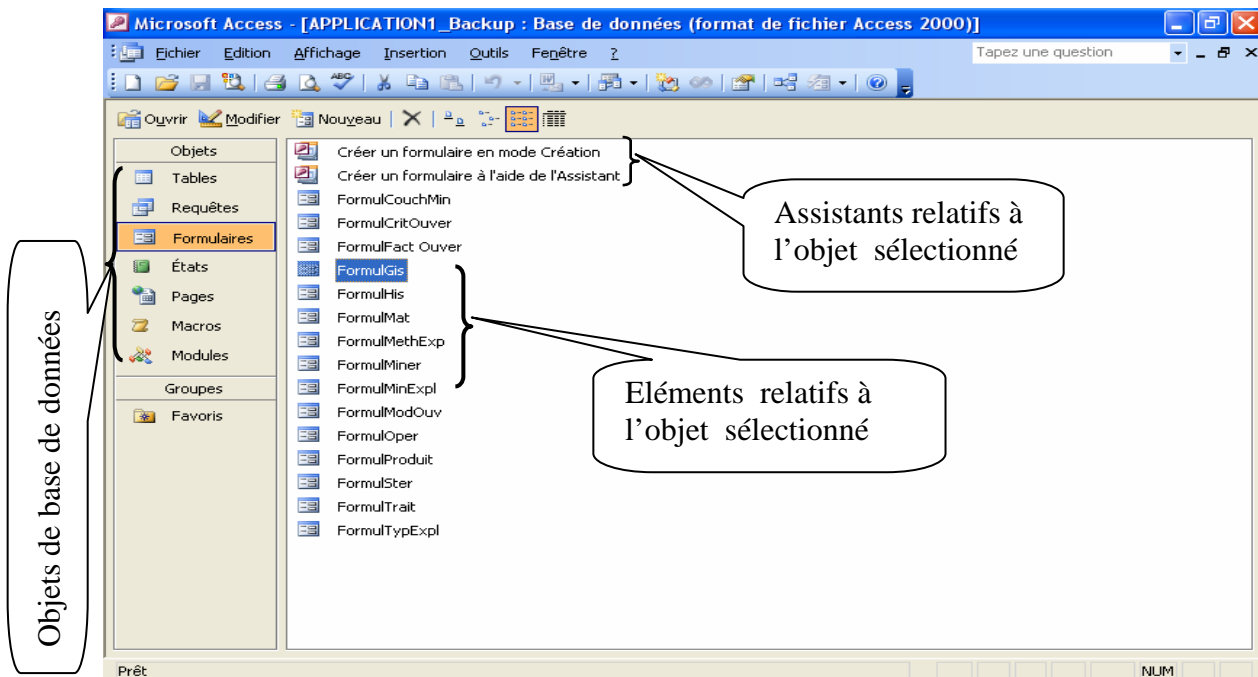 Microsoft Access - [APPLICATION1_Backup : Base de données (format de fichier Access 2000)]
Fichier Edition Affichage Insertion Outils Fenêtre ?
Tapez une question
Ouvrir Modifier Nouveau
Objets
Tables
Requêtes
Formulaires
États
Pages
Macros
Modules
Groupes
Favoris
Créer un formulaire en mode Création
Créer un formulaire à l'aide de l'Assistant
FormulCouchMin
FormulCritOuver
FormulFact Ouver
FormulGis
FormulHis
FormulMat
FormulMethExp
FormulMiner
FormulMinExpl
FormulModOuv
FormulOper
FormulProduit
FormulSter
FormulTrait
FormulTypExpl
Assistants relatifs à
l’objet sélectionné
Eléments relatifs à
l’objet sélectionné
Objets de base de données
Prêt
NUM